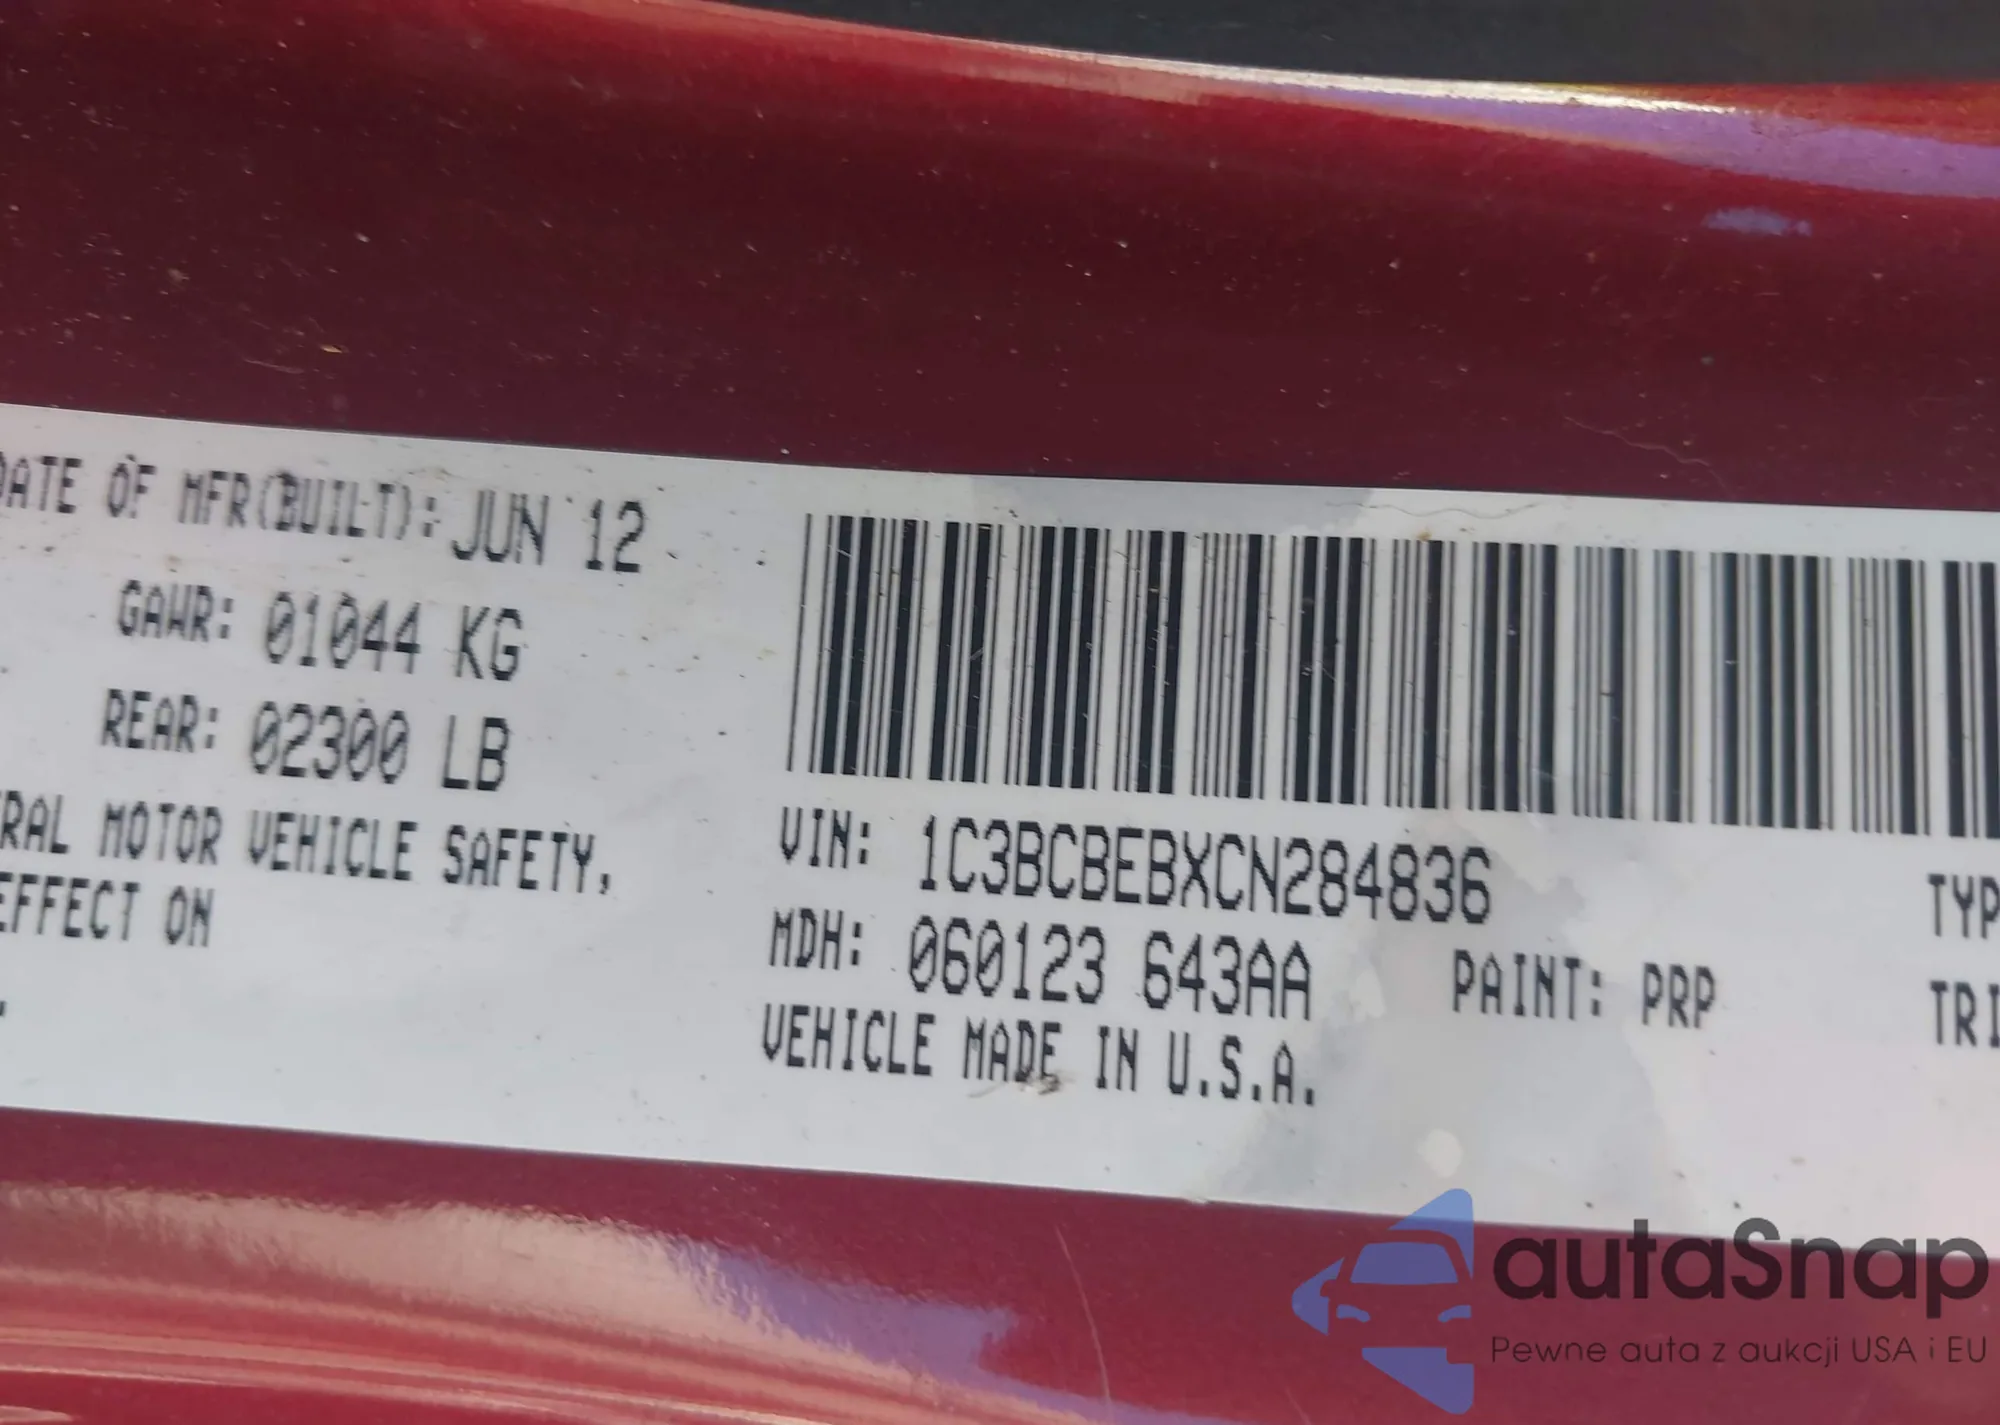 DATE OF MFR(BUILT): JUN 12
GAWR: 01044 KG
REAR: 02300 LB
ERAL MOTOR VEHICLE SAFETY,
EFFECT ON
VIN: 1C3BCBEBXCN284836
TYP
MDH: 060123 643AA PAINT: PRP
TRI
VEHICLE MADE IN U.S.A.
autaSnap
Pewne auta z aukcji USA i EU